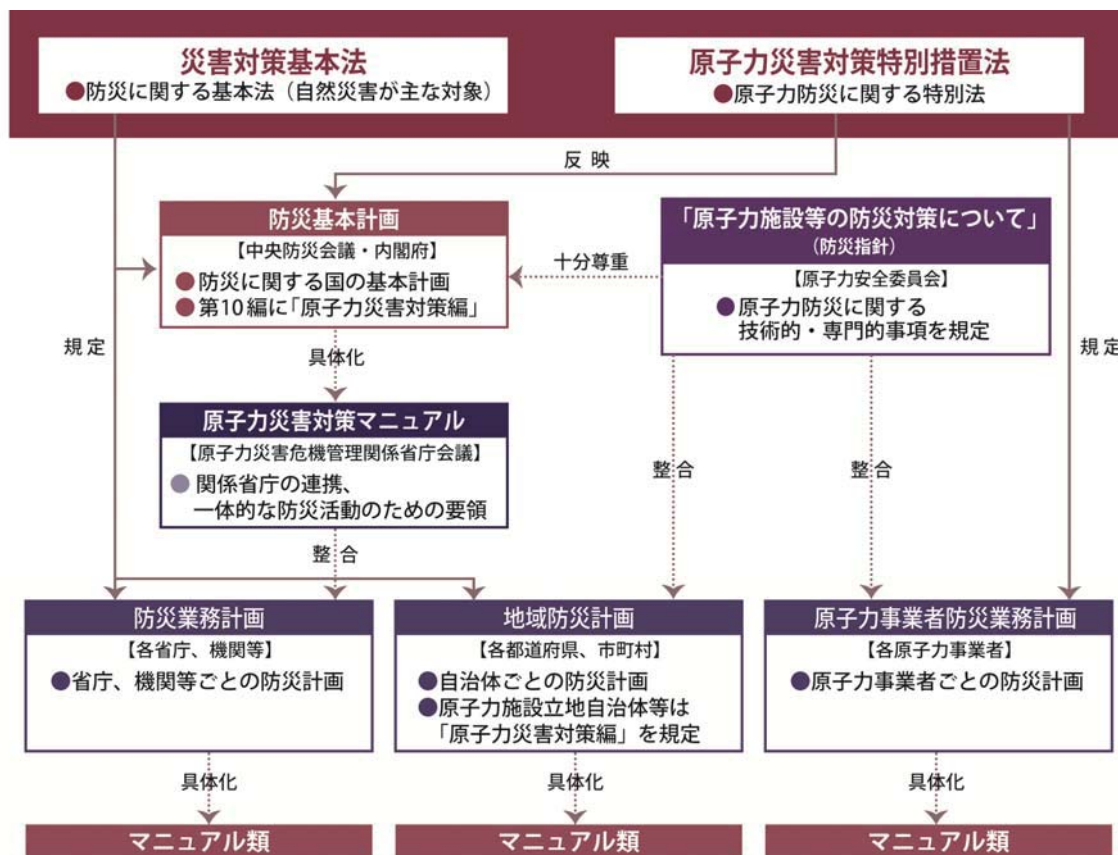 災害対策基本法
●防災に関する基本法（自然災害が主な対象）
原子力災害対策特別措置法
●原子力防災に関する特別法
反映
防災基本計画
【中央防災会議・内閣府】
●防災に関する国の基本計画
●第10編に「原子力災害対策編」
十分尊重
「原子力施設等の防災対策について」
（防災指針）
【原子力安全委員会】
●原子力防災に関する
技術的・専門的事項を規定
規定
規定
具体化
原子力災害対策マニュアル
【原子力災害危機管理関係省庁会議】
●関係省庁の連携、
一体的な防災活動のための要領
整合
整合
整合
防災業務計画
【各省庁、機関等】
●省庁、機関等ごとの防災計画
地域防災計画
【各都道府県、市町村】
●自治体ごとの防災計画
●原子力施設立地自治体等は
「原子力災害対策編」を規定
原子力事業者防災業務計画
【各原子力事業者】
●原子力事業者ごとの防災計画
具体化
具体化
具体化
マニュアル類
マニュアル類
マニュアル類